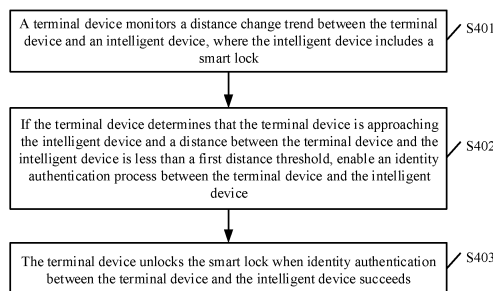 A terminal device monitors a distance change trend between the terminal
device and an intelligent device, where the intelligent device includes a
smart lock
S401
If the terminal device determines that the terminal device is approaching
the intelligent device and a distance between the terminal device and the
intelligent device is less than a first distance threshold, enable an identity
authentication process between the terminal device and the intelligent
device
S402
The terminal device unlocks the smart lock when identity authentication
between the terminal device and the intelligent device succeeds
S403